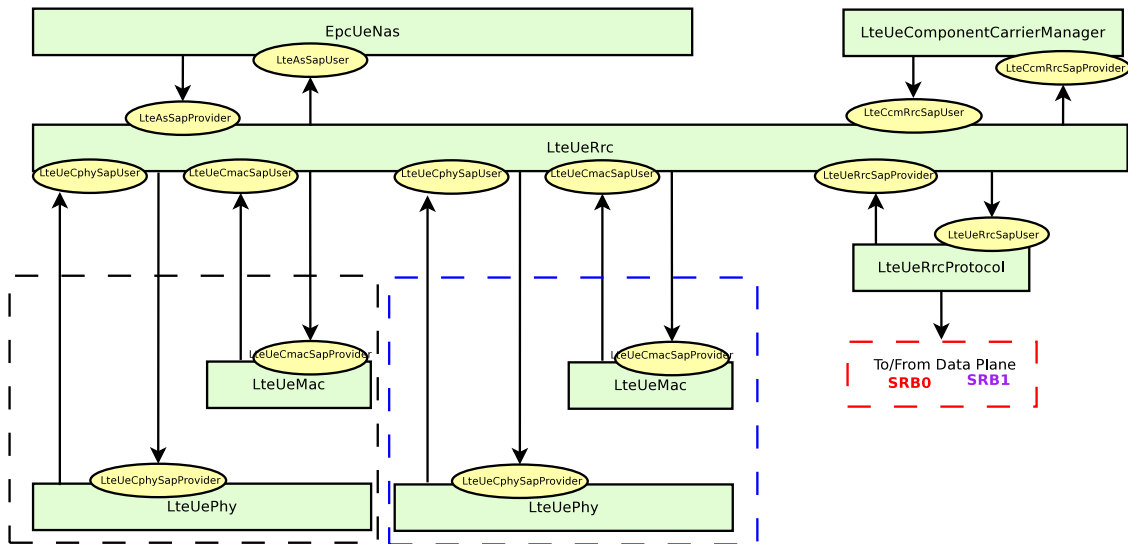 EpcUeNas
LteUeComponentCarrierManager
LteAsSapUser
LteCcmRrcSapProvider
LteAsSapProvider
LteCcmRrcSapUser
LteUeRrc
LteUeCphySapUser
LteUeCmacSapUser
LteUeCphySapUser
LteUeCmacSapUser
LteUeRrcSapProvider
LteUeRrcSapUser
LteUeRrcProtocol
LteUeCmacSapProvider
LteUeCmacSapProvider
To/From Data Plane
SRB0
SRB1
LteUeMac
LteUeMac
LteUeCphySapProvider
LteUeCphySapProvider
LteUePhy
LteUePhy